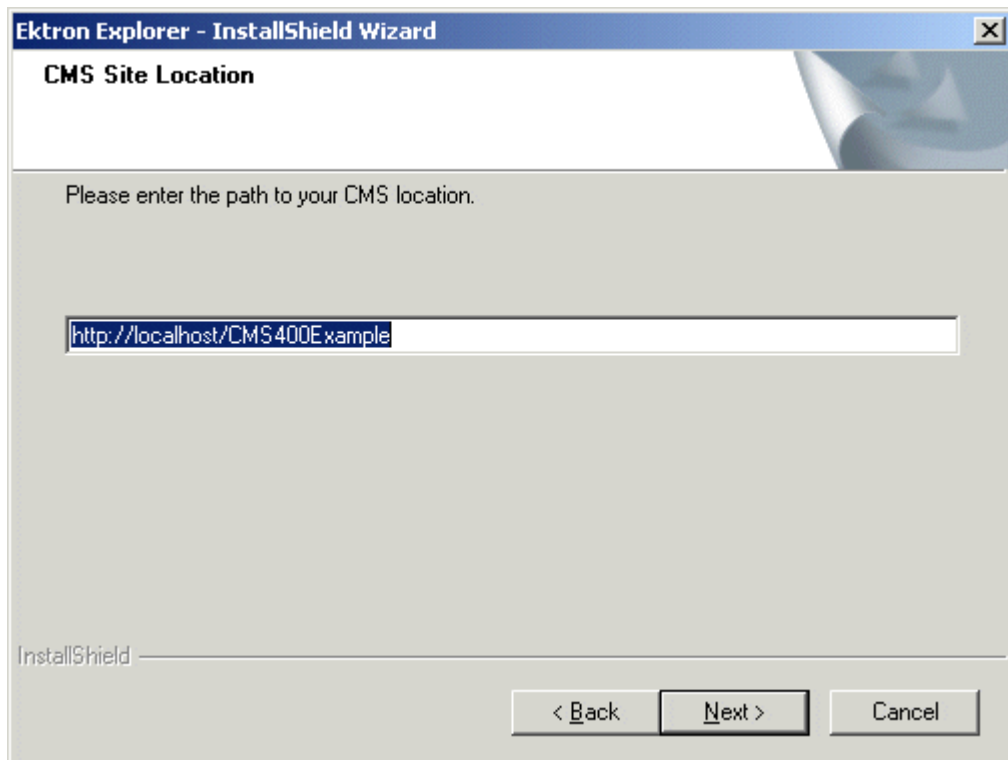 Ektron Explorer - InstallShield Wizard
CMS Site Location
Please enter the path to your CMS location.
http://localhost/CMS400Example
InstallShield
< Back Next > Cancel